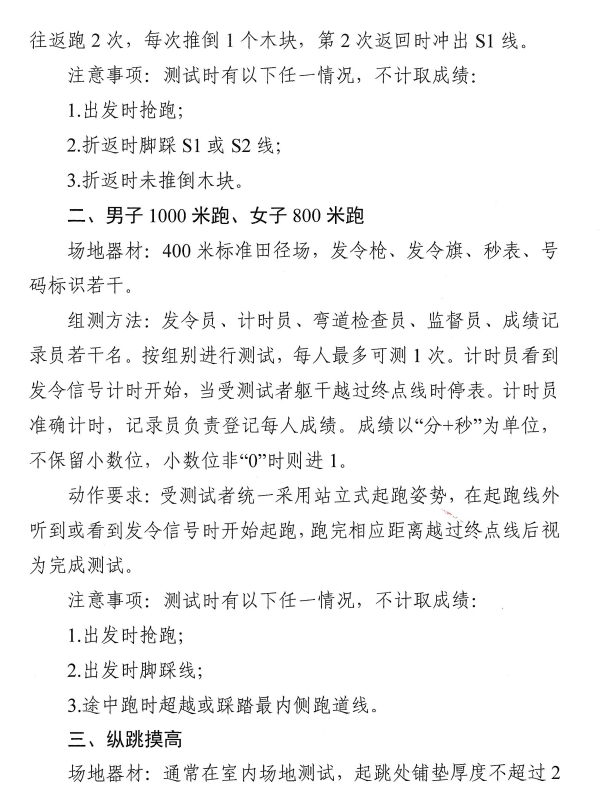 往返跑 2 次，每次推倒 1 个木块，第 2 次返回时冲出 S1 线。
注意事项：测试时有以下任一情况，不计取成绩：
1.出发时抢跑；
2.折返时脚踩 S1 或 S2 线；
3.折返时未推倒木块。
二、男子 1000 米跑、女子 800 米跑
场地器材：400 米标准田径场，发令枪、发令旗、秒表、号
码标识若干。
组测方法：发令员、计时员、弯道检查员、监督员、成绩记
录员若干名。按组别进行测试，每人最多可测 1 次。计时员看到
发令信号计时开始，当受测试者躯干越过终点线时停表。计时员
准确计时，记录员负责登记每人成绩。成绩以“分+秒”为单位，
不保留小数位，小数位非“0”时则进 1。
动作要求：受测试者统一采用站立式起跑姿势，在起跑线外
听到或看到发令信号时开始起跑，跑完相应距离越过终点线后视
为完成测试。
注意事项：测试时有以下任一情况，不计取成绩：
1.出发时抢跑；
2.出发时脚踩线；
3.途中跑时超越或踩踏最内侧跑道线。
三、纵跳摸高
场地器材：通常在室内场地测试，起跳处铺垫厚度不超过 2